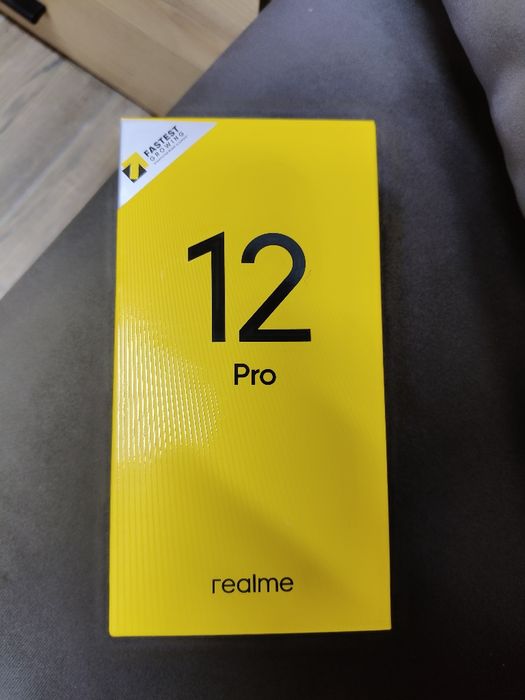 FASTEST
GROWING
12
Pro
realme